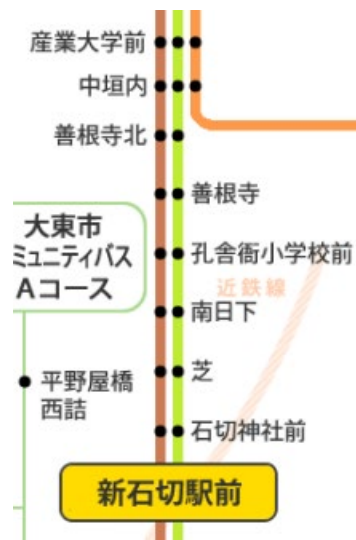 産業大学前
中垣内
善根寺北
善根寺
大東市
ミュニティバス
Aコース
孔舎衙小学校前
近鉄線
南日下
平野屋橋
西詰
芝
石切神社前
新石切駅前